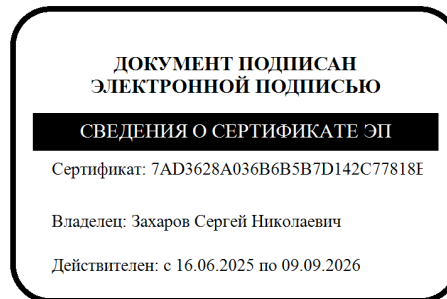 ДОКУМЕНТ ПОДПИСАН
ЭЛЕКТРОННОЙ ПОДПИСЬЮ
СВЕДЕНИЯ О СЕРТИФИКАТЕ ЭП
Сертификат: 7AD3628A036B6B5B7D142C77818E
Владелец: Захаров Сергей Николаевич
Действителен: с 16.06.2025 по 09.09.2026